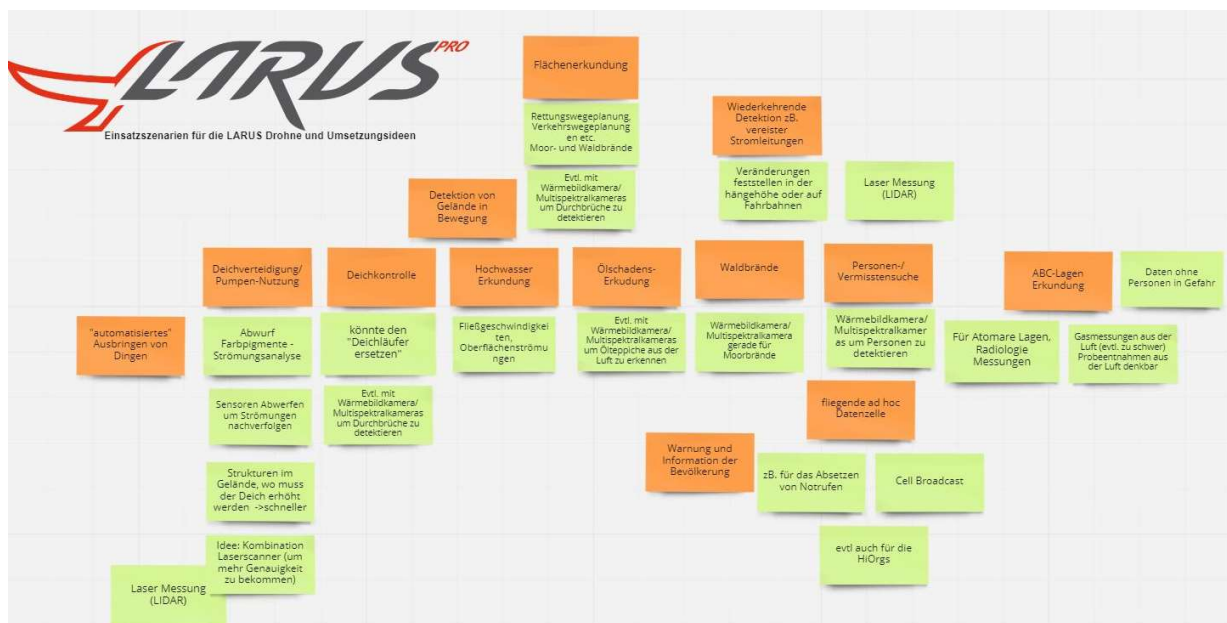 LARUS PRO
Einsatzszenarien für die LARUS Drohne und Umsetzungsideen
Flächenerkundung
Rettungswegeplanung,
Verkehrswegeplanung
en etc.
Moor- und Waldbrände
Evtl. mit
Wärmebildkamera/
Multispektralkameras
um Durchbrüche zu
detektieren
Wiederkehrende
Detektion zB.
vereister
Stromleitungen
Veränderungen
feststellen in der
hängehöhe oder auf
Fahrbahnen
Laser Messung
(LIDAR)
Detektion von
Gelände in
Bewegung
Deichverteidigung/
Pumpen-Nutzung
Deichkontrolle
Hochwasser
Erkundung
Ölschadens-
Erkudung
Waldbrände
Personen-/
Vermisstensuche
ABC-Lagen
Erkundung
Daten ohne
Personen in Gefahr
"automatisiertes"
Ausbringen von
Dingen
Abwurf
Farbpigmente -
Strömungsanalyse
könnte den
"Deichläufer
ersetzen"
Fließgeschwindigkei
ten,
Oberflächenströmu
ngen
Evtl. mit
Wärmebildkamera/
Multispektralkameras
um Ölteppiche aus der
Luft zu erkennen
Wärmebildkamera/
Multispektralkamera
gerade für
Moorbrände
Wärmebildkamera/
Multispektralkamer
as um Personen zu
detektieren
Für Atomare Lagen,
Radiologie
Messungen
Gasmessungen aus der
Luft (evtl. zu schwer)
Probeentnahmen aus
der Luft denkbar
Sensoren Abwerfen
um Strömungen
nachverfolgen
Evtl. mit
Wärmebildkamera/
Multispektralkameras
um Durchbrüche zu
detektieren
fliegende ad hoc
Datenzelle
Warnung und
Information der
Bevölkerung
zB. für das Absetzen
von Notrufen
Cell Broadcast
Strukturen im
Gelände, wo muss
der Deich erhöht
werden ->schneller
evtl auch für die
HiOrgs
Idee: Kombination
Laserscanner (um
mehr Genauigkeit
zu bekommen)
Laser Messung
(LIDAR)